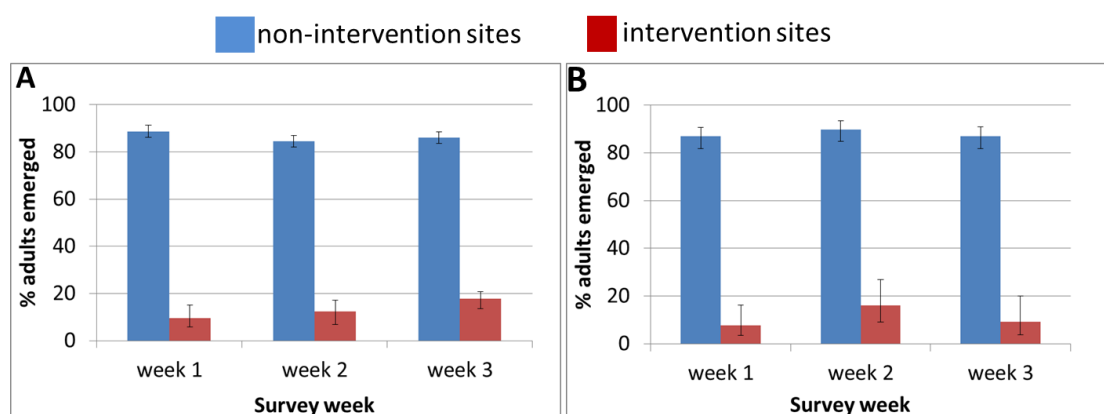 non-intervention sites
intervention sites
A
100
80
60
40
20
0
% adults emerged
week 1 week 2 week 3
Survey week
B
100
80
60
40
20
0
% adults emerged
week 1 week 2 week 3
Survey week